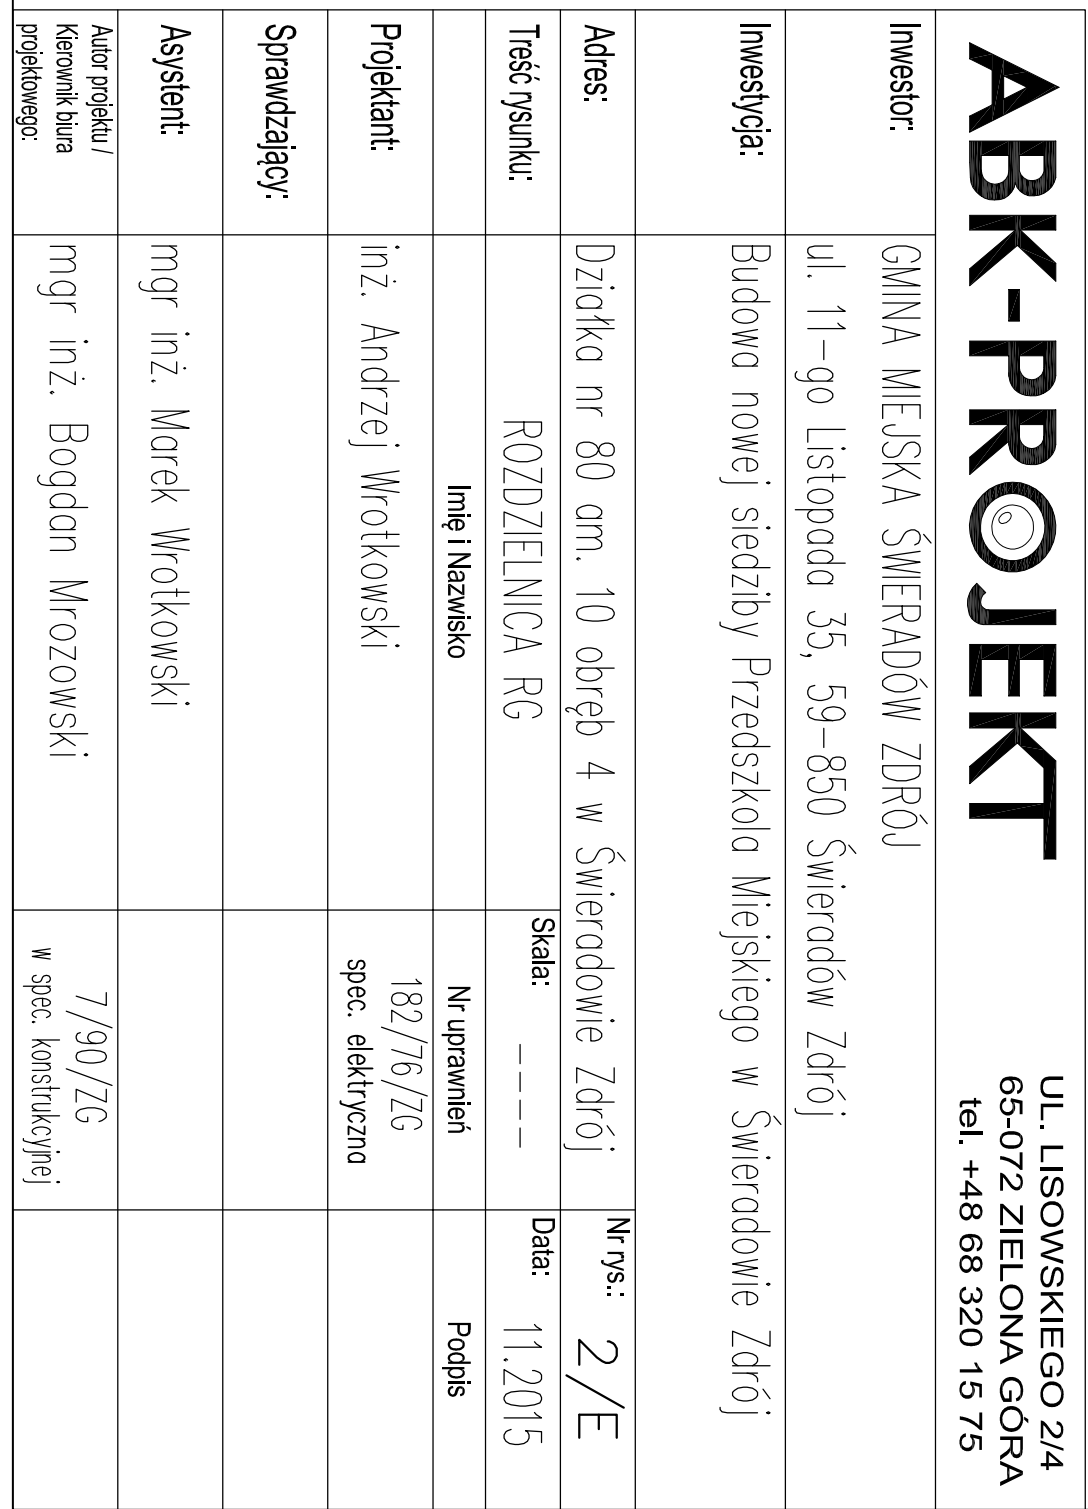 ABK-PROJEKT
UL. LISOWSKIEGO 2/4
65-072 ZIELONA GÓRA
tel. +48 68 320 15 75
Inwestor:
GMINA MIEJSKA ŚWIERADÓW ZDRÓJ
ul. 11-go Listopada 35, 59-850 Świeradów Zdrój
Inwestycja:
Budowa nowej siedziby Przedszkola Miejskiego w Świeradowie Zdrój
Adres:
Działka nr 80 am. 10 obręb 4 w Świeradowie Zdrój
Nr rys.: 2/E
Treść rysunku:
ROZDZIELNICA RG
Skala: ----
Data: 11.2015
Imię i Nazwisko
Nr uprawnień
Podpis
Projektant:
inż. Andrzej Wrotkowski
182/76/ZG
spec. elektryczna
Sprawdzający:
Asystent:
mgr inż. Marek Wrotkowski
Autor projektu /
Kierownik biura
projektowego:
mgr inż. Bogdan Mrozowski
7/90/ZG
w spec. konstrukcyjnej